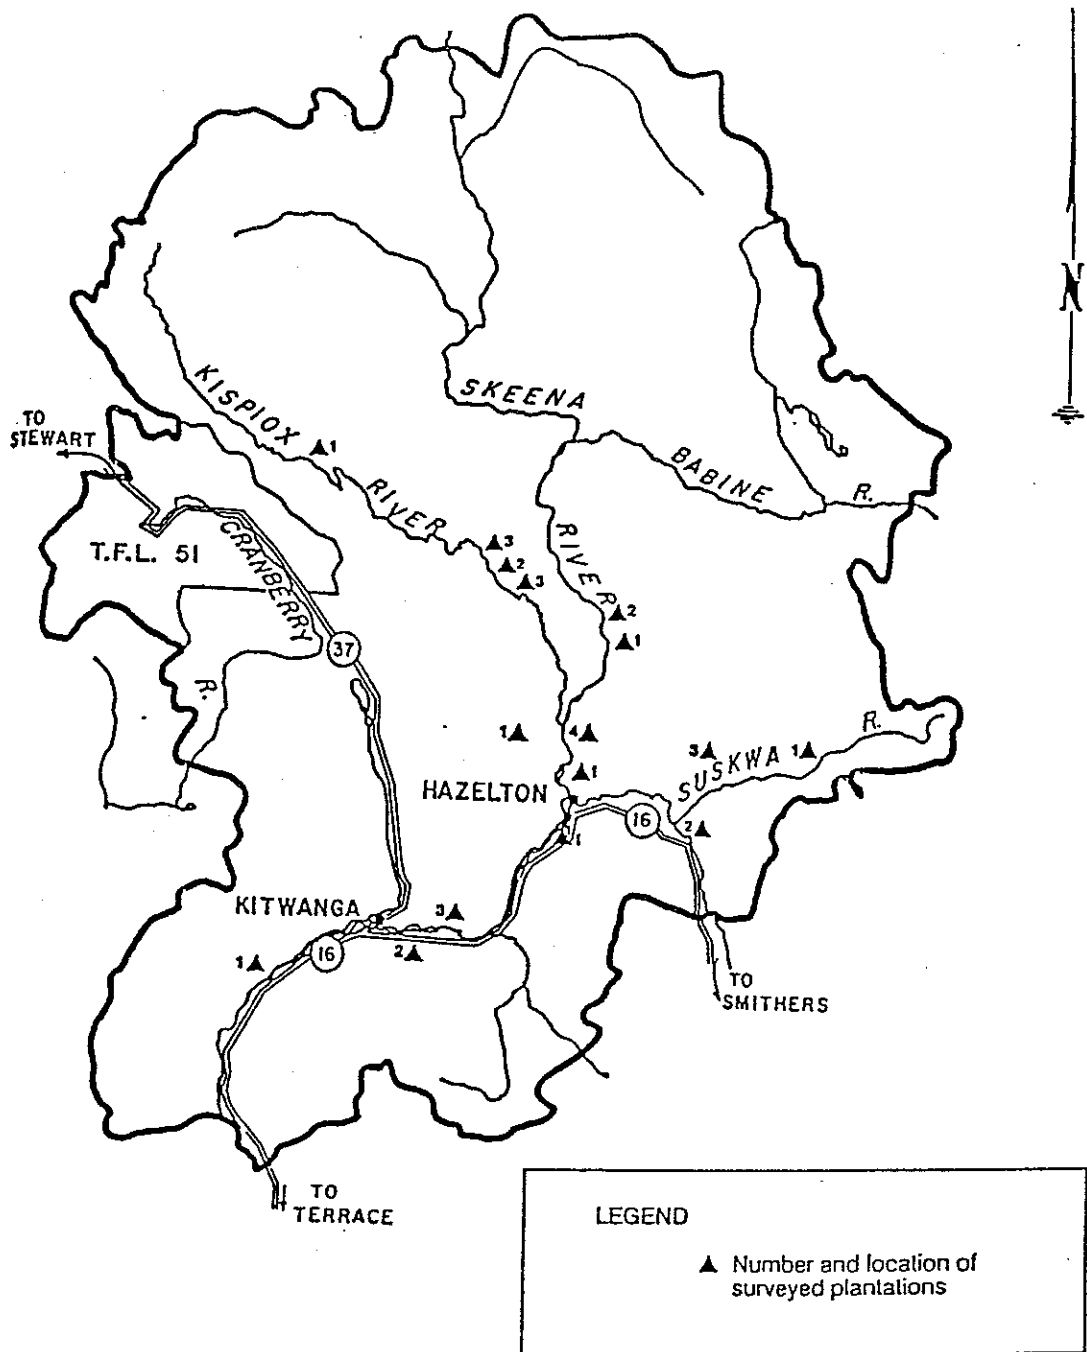 N
KISPIOX
SKEENA
TO
STEWART
1
RIVER
BABINE
R.
T.F.L. 51
CRANBERRY
3
2
3
RIVER
2
1
37
R.
1
4
3
1
R.
SUSKWA
1
HAZELTON
16
2
1
KITWANGA
3
16
2
1
TO
SMITHERS
TO
TERRACE
LEGEND
Number and location of
surveyed plantations